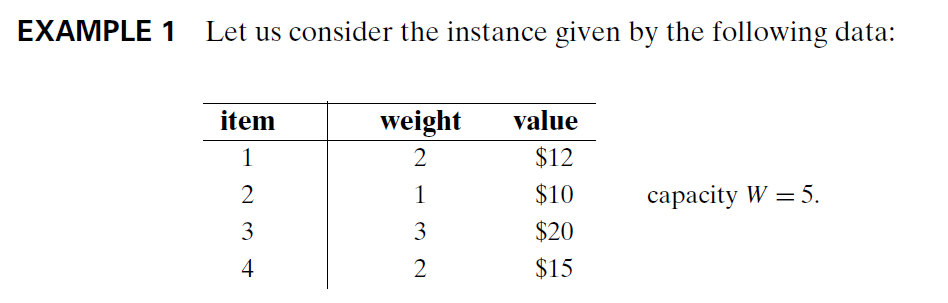 EXAMPLE 1 Let us consider the instance given by the following data:
item weight value
1 2 $12
2 1 $10 capacity W = 5.
3 3 $20
4 2 $15